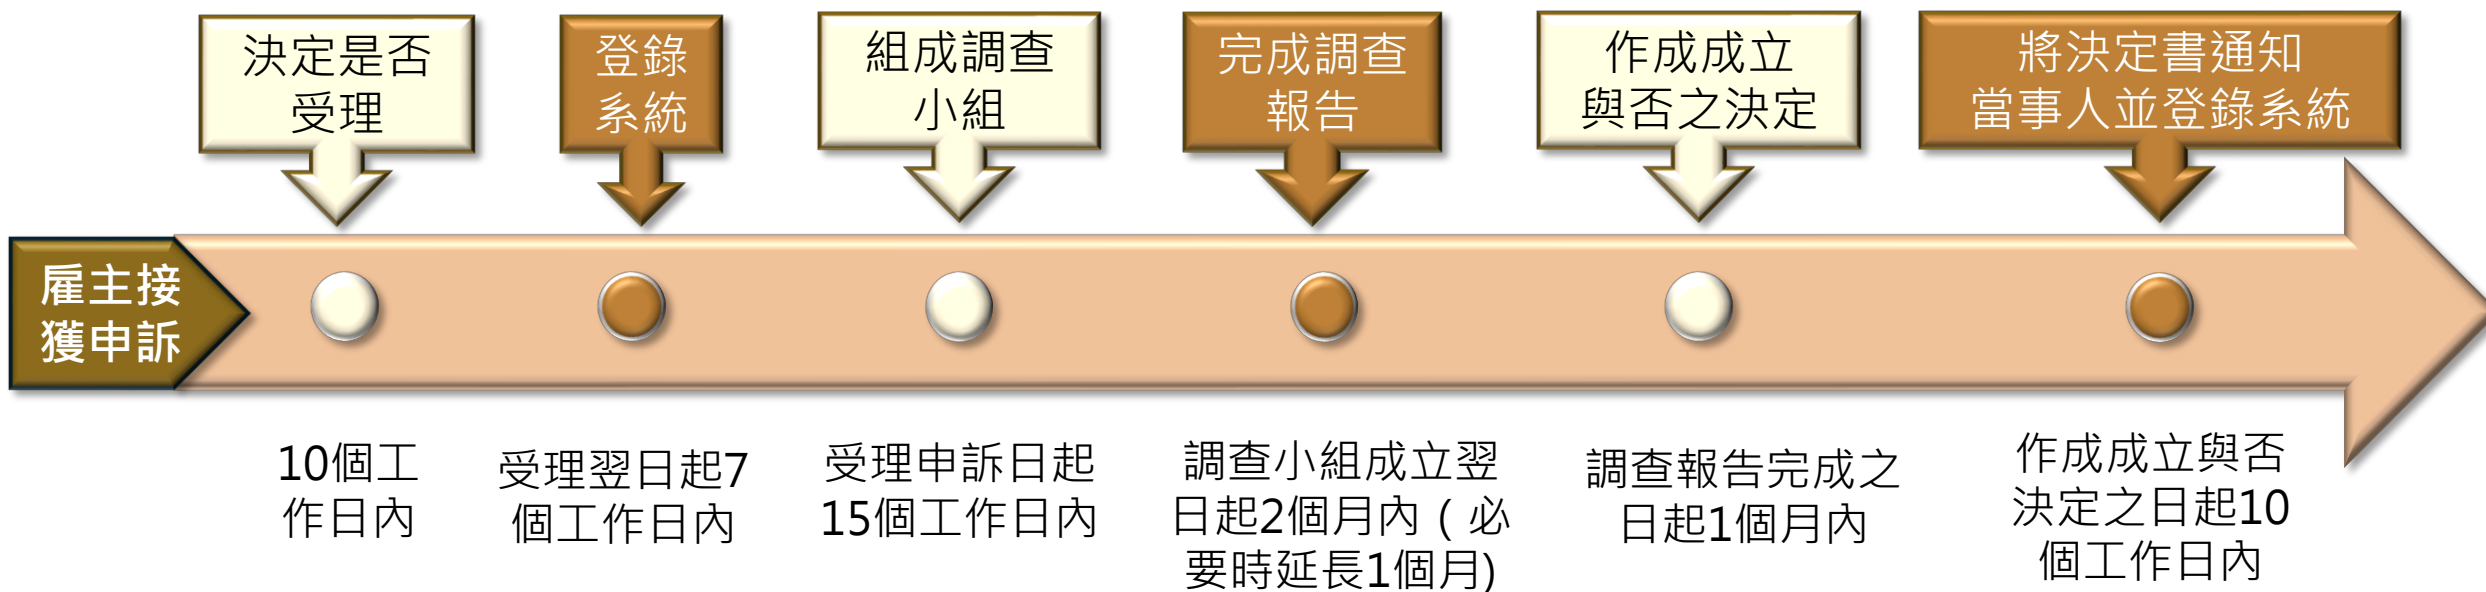 決定是否
受理
登錄
系統
組成調查
小組
完成調查
報告
作成成立
與否之決定
將決定書通知
當事人並登錄系統
雇主接
獲申訴
10個工
作日內
受理翌日起7
個工作日內
受理申訴日起
15個工作日內
調查小組成立翌
日起2個月內（必
要時延長1個月)
調查報告完成之
日起1個月內
作成成立與否
決定之日起10
個工作日內